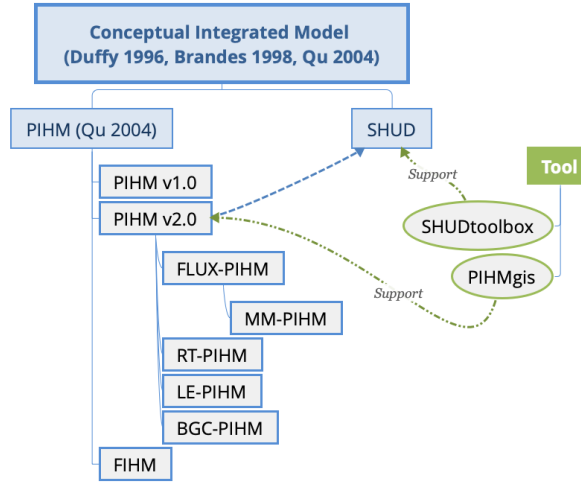 Conceptual Integrated Model
(Duffy 1996, Brandes 1998, Qu 2004)
PIHM (Qu 2004)
SHUD
Tool
Support
PIHM v1.0
PIHM v2.0
SHUDtoolbox
FLUX-PIHM
PIHMgis
Support
MM-PIHM
RT-PIHM
LE-PIHM
BGC-PIHM
FIHM